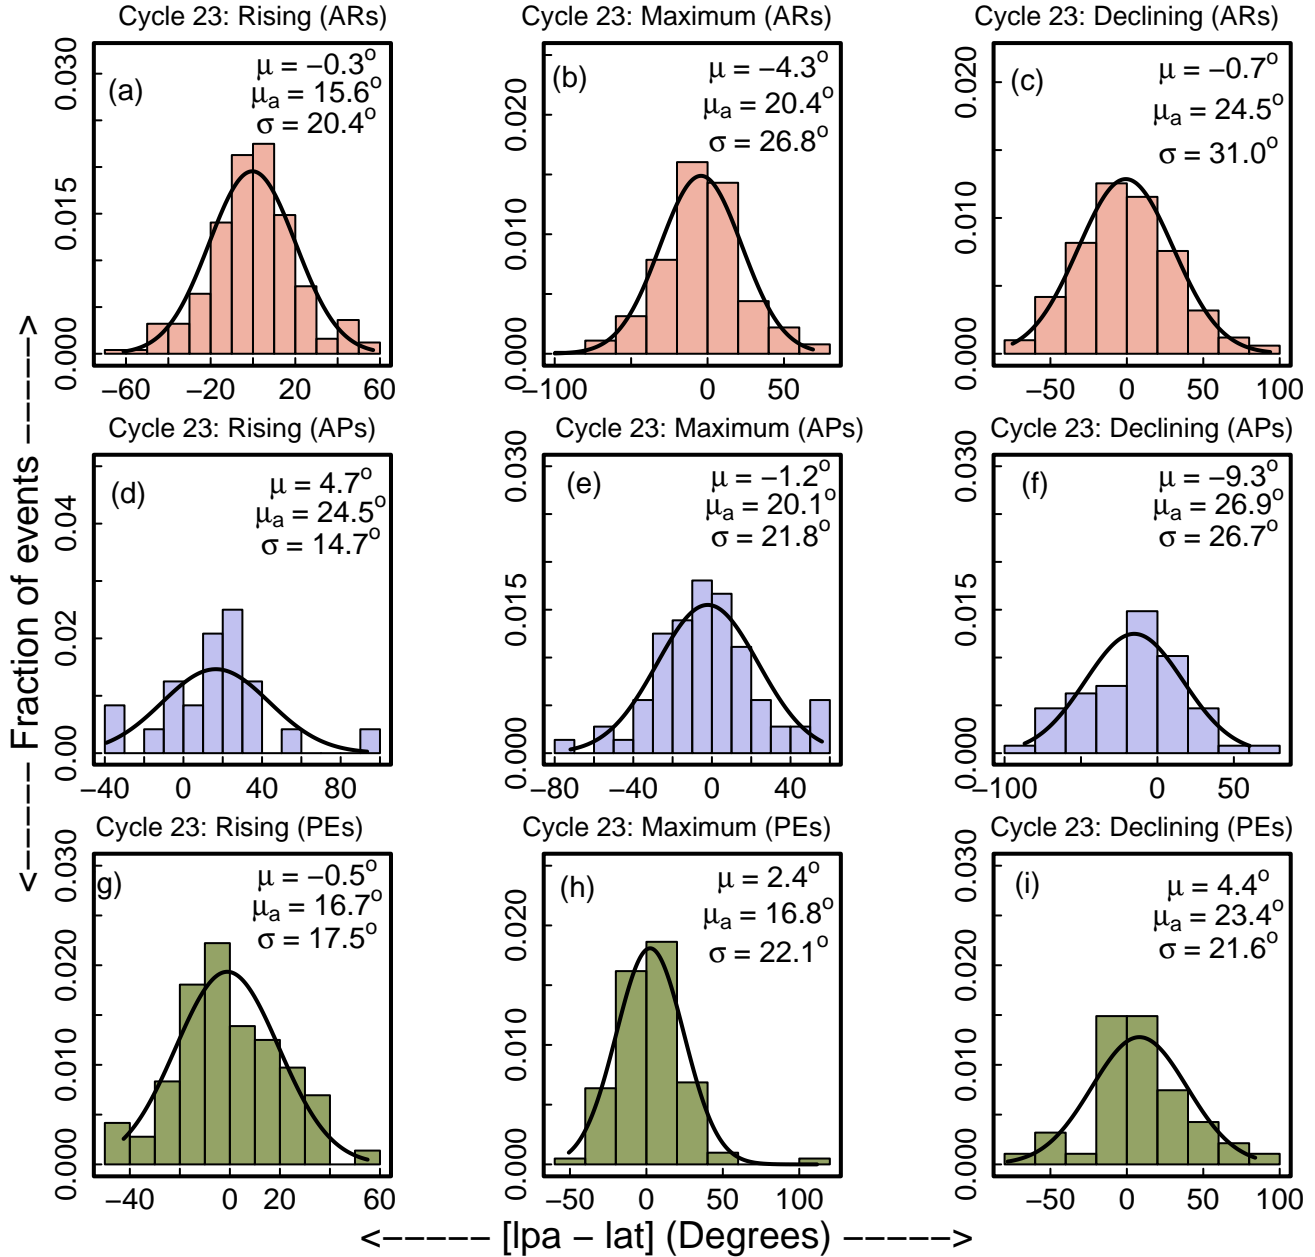 Cycle 23: Rising (ARs)
(a)
μ = −0.3°
μa = 15.6°
σ = 20.4°
0.000 0.015 0.030
−60 −20 20 60
Cycle 23: Maximum (ARs)
(b)
μ = −4.3°
μa = 20.4°
σ = 26.8°
0.000 0.010 0.020
−100 0 50
Cycle 23: Declining (ARs)
(c)
μ = −0.7°
μa = 24.5°
σ = 31.0°
0.000 0.010 0.020
−50 0 50 100
Cycle 23: Rising (APs)
(d)
μ = 4.7°
μa = 24.5°
σ = 14.7°
0.00 0.02 0.04
−40 0 40 80
Cycle 23: Maximum (APs)
(e)
μ = −1.2°
μa = 20.1°
σ = 21.8°
0.000 0.015 0.030
−80 −40 0 40
Cycle 23: Declining (APs)
(f)
μ = −9.3°
μa = 26.9°
σ = 26.7°
0.000 0.015 0.030
−100 0 50
Cycle 23: Rising (PEs)
g)
μ = −0.5°
μa = 16.7°
σ = 17.5°
0.000 0.010 0.020 0.030
−40 0 20 60
Cycle 23: Maximum (PEs)
(h)
μ = 2.4°
μa = 16.8°
σ = 22.1°
0.000 0.010 0.020
−50 0 50 100
Cycle 23: Declining (PEs)
(i)
μ = 4.4°
μa = 23.4°
σ = 21.6°
0.000 0.010 0.020 0.030
−50 0 50 100
<−−−−− Fraction of events −−−−−>
<−−−−− [lpa − lat] (Degrees) −−−−−>